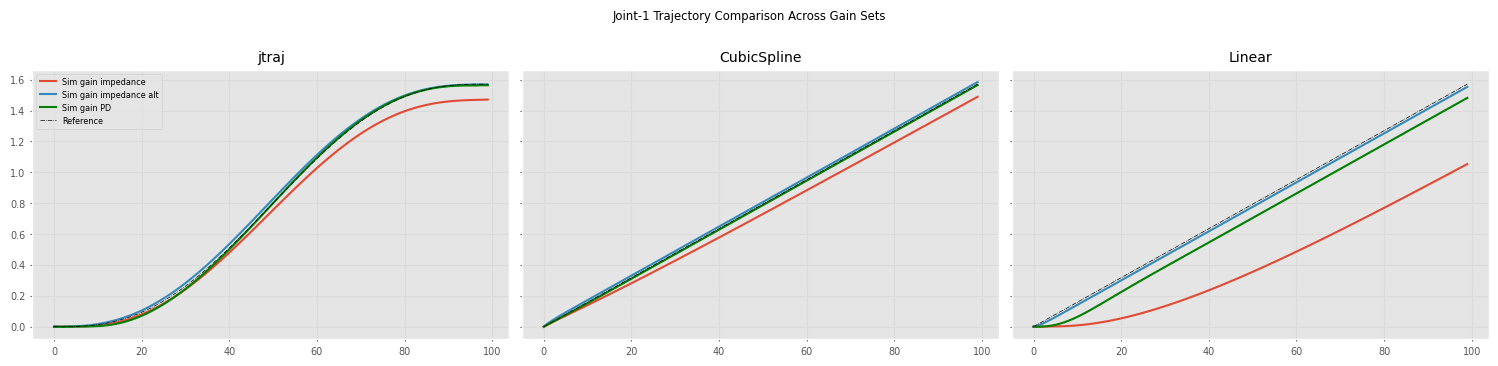 Joint-1 Trajectory Comparison Across Gain Sets
jtraj
CubicSpline
Linear
Sim gain impedance
Sim gain impedance alt
Sim gain PD
Reference
1.6
1.4
1.2
1.0
0.8
0.6
0.4
0.2
0.0
0 20 40 60 80 100
0 20 40 60 80 100
0 20 40 60 80 100